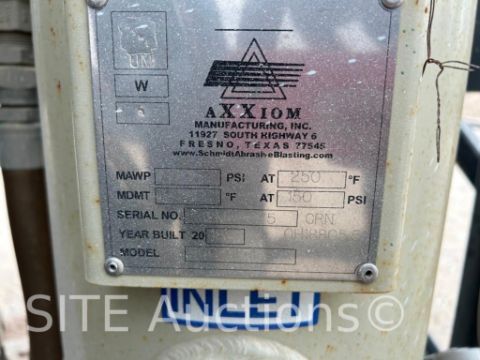 UM
W
AXXIOM
MANUFACTURING, INC.
11927 SOUTH HIGHWAY 6
FRESNO, TEXAS 77545
www.SchmidtAbrasiveBlasting.com
MAWP PSI AT 250 °F
MDMT °F AT 150 PSI
SERIAL NO. 5
YEAR BUILT 20
MODEL
INLET
SITE Auctions©